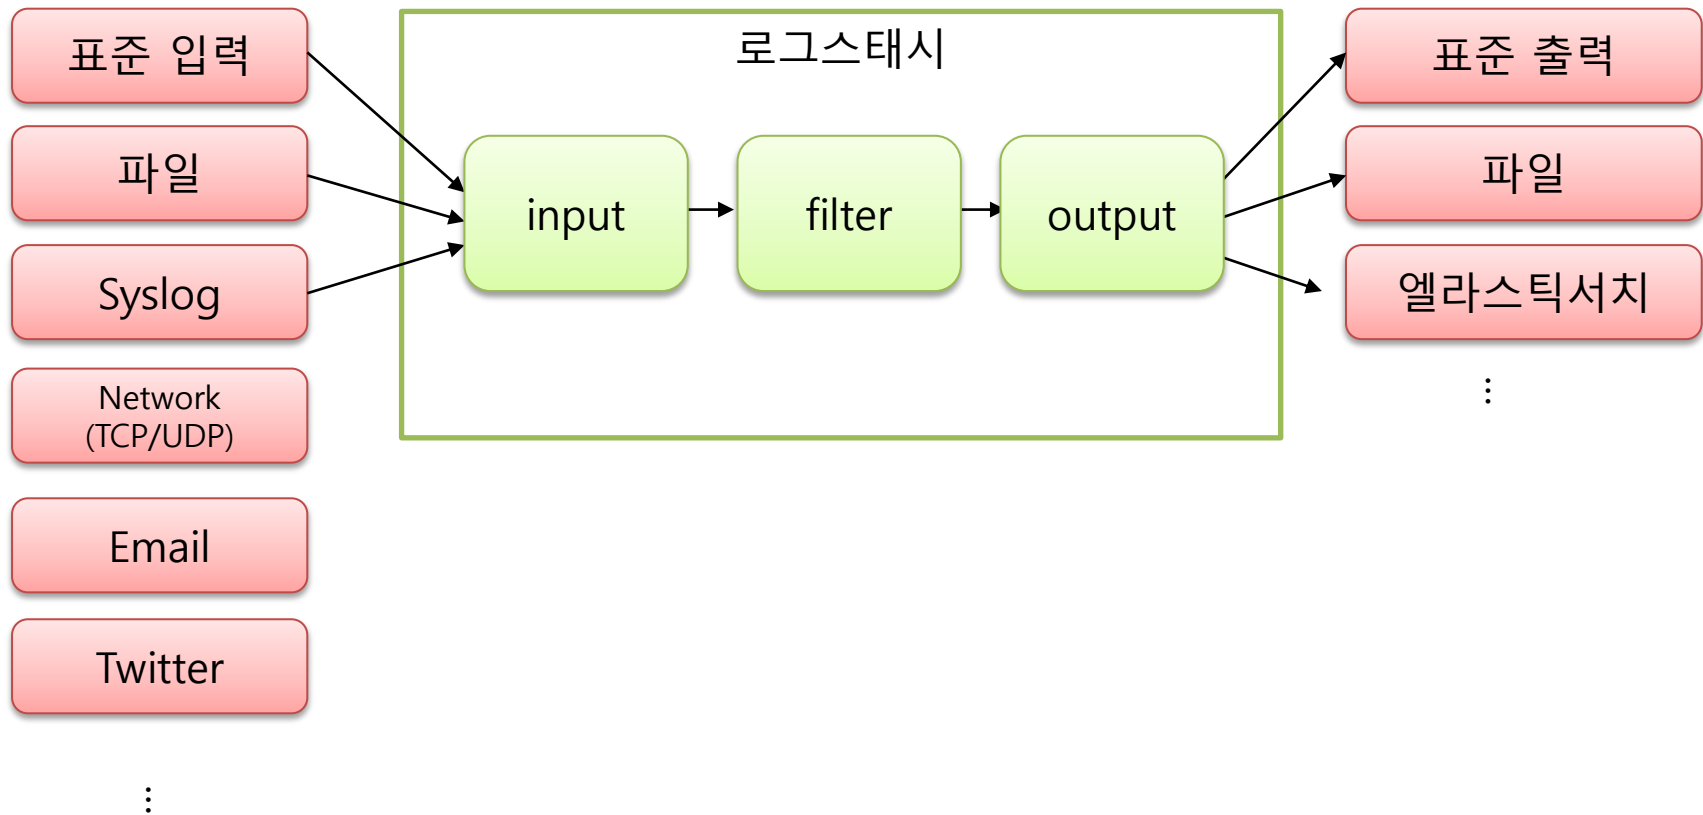 표준 입력
파일
Syslog
Network
(TCP/UDP)
Email
Twitter
...
로그스태시
input
filter
output
표준 출력
파일
엘라스틱서치
...